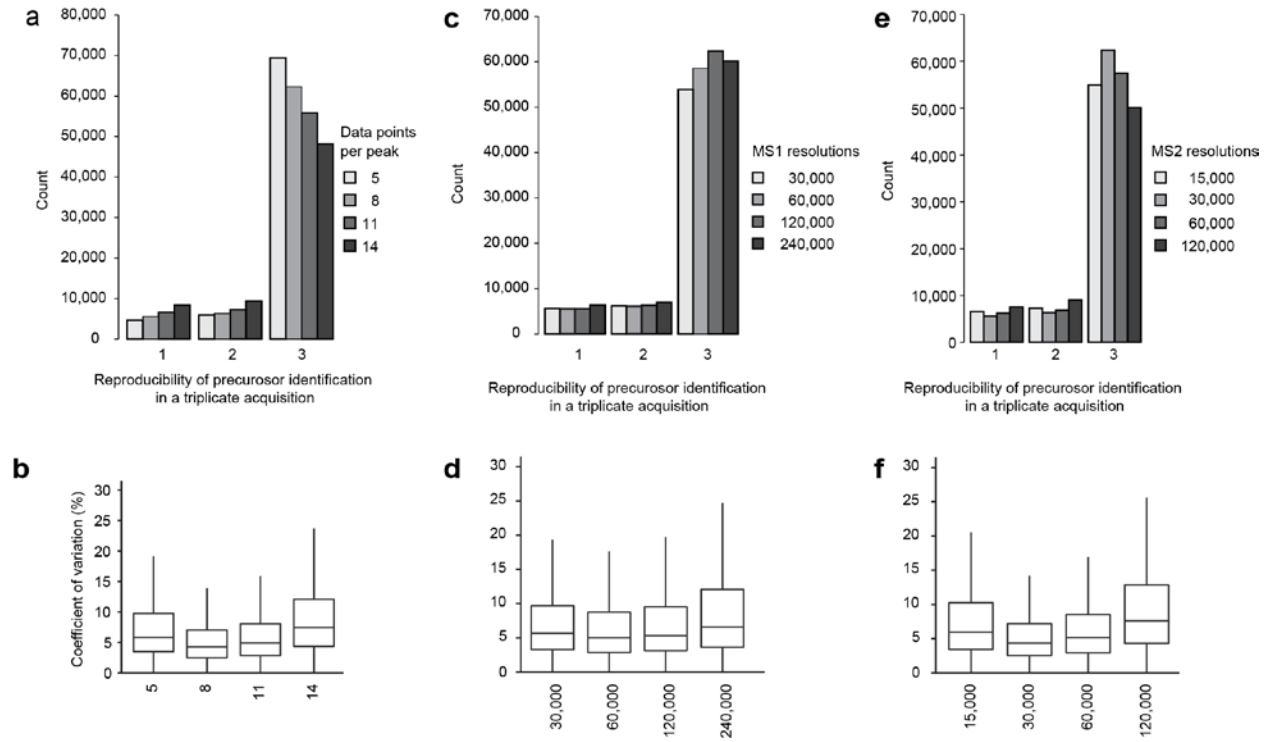 a
80,000
70,000
60,000
50,000
40,000
30,000
20,000
10,000
0
Count
Data points
per peak
5
8
11
14
1 2 3
Reproducibility of precurosor identification
in a triplicate acquisition
c
70,000
60,000
50,000
40,000
30,000
20,000
10,000
0
Count
MS1 resolutions
30,000
60,000
120,000
240,000
1 2 3
Reproducibility of precurosor identification
in a triplicate acquisition
e
70,000
60,000
50,000
40,000
30,000
20,000
10,000
0
Count
MS2 resolutions
15,000
30,000
60,000
120,000
1 2 3
Reproducibility of precurosor identification
in a triplicate acquisition
b
Coefficient of variation (%)
30
25
20
15
10
5
0
5 8 11 14
d
30
25
20
15
10
5
0
30,000 60,000 120,000 240,000
f
30
25
20
15
10
5
0
15,000 30,000 60,000 120,000